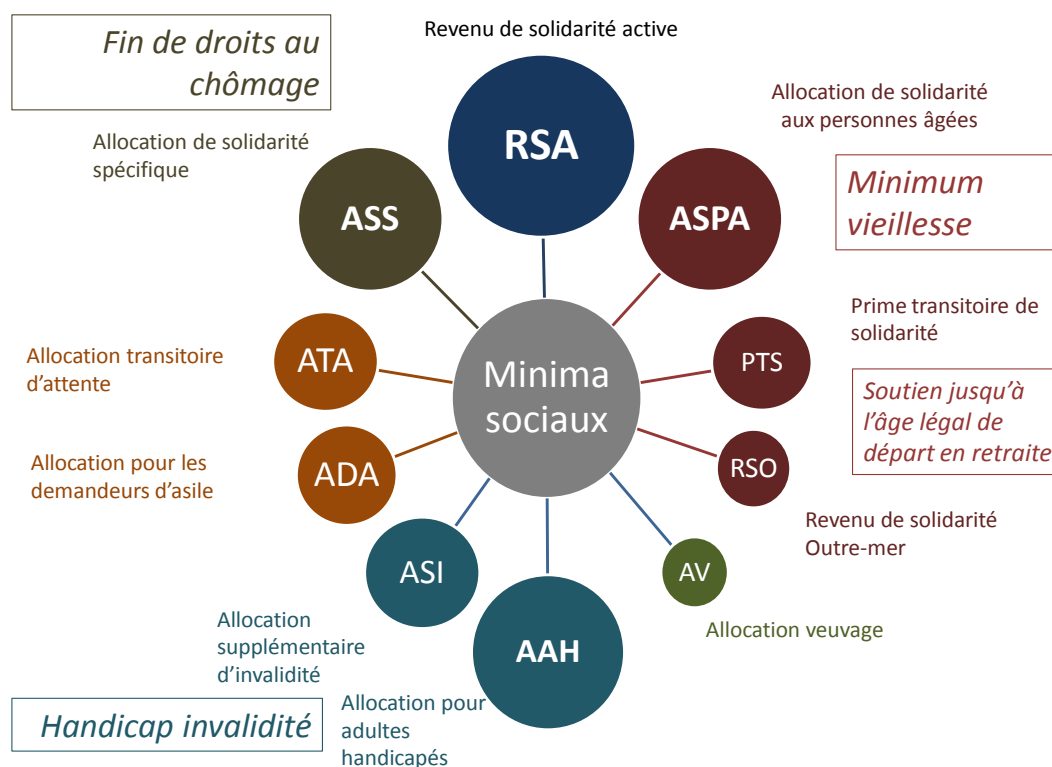 Fin de droits au
chômage
Revenu de solidarité active
RSA
Allocation de solidarité
aux personnes âgées
Allocation de solidarité
spécifique
ASS
ASPA
Minimum
vieillesse
Prime transitoire de
solidarité
PTS
Allocation transitoire
d’attente
ATA
Minima
sociaux
Soutien jusqu’à
l’âge légal de
départ en retraite
RSO
Revenu de solidarité
Outre-mer
Allocation pour les
demandeurs d’asile
ADA
ASI
AV
Allocation veuvage
Allocation
supplémentaire
d’invalidité
AAH
Handicap invalidité
Allocation pour
adultes
handicapés